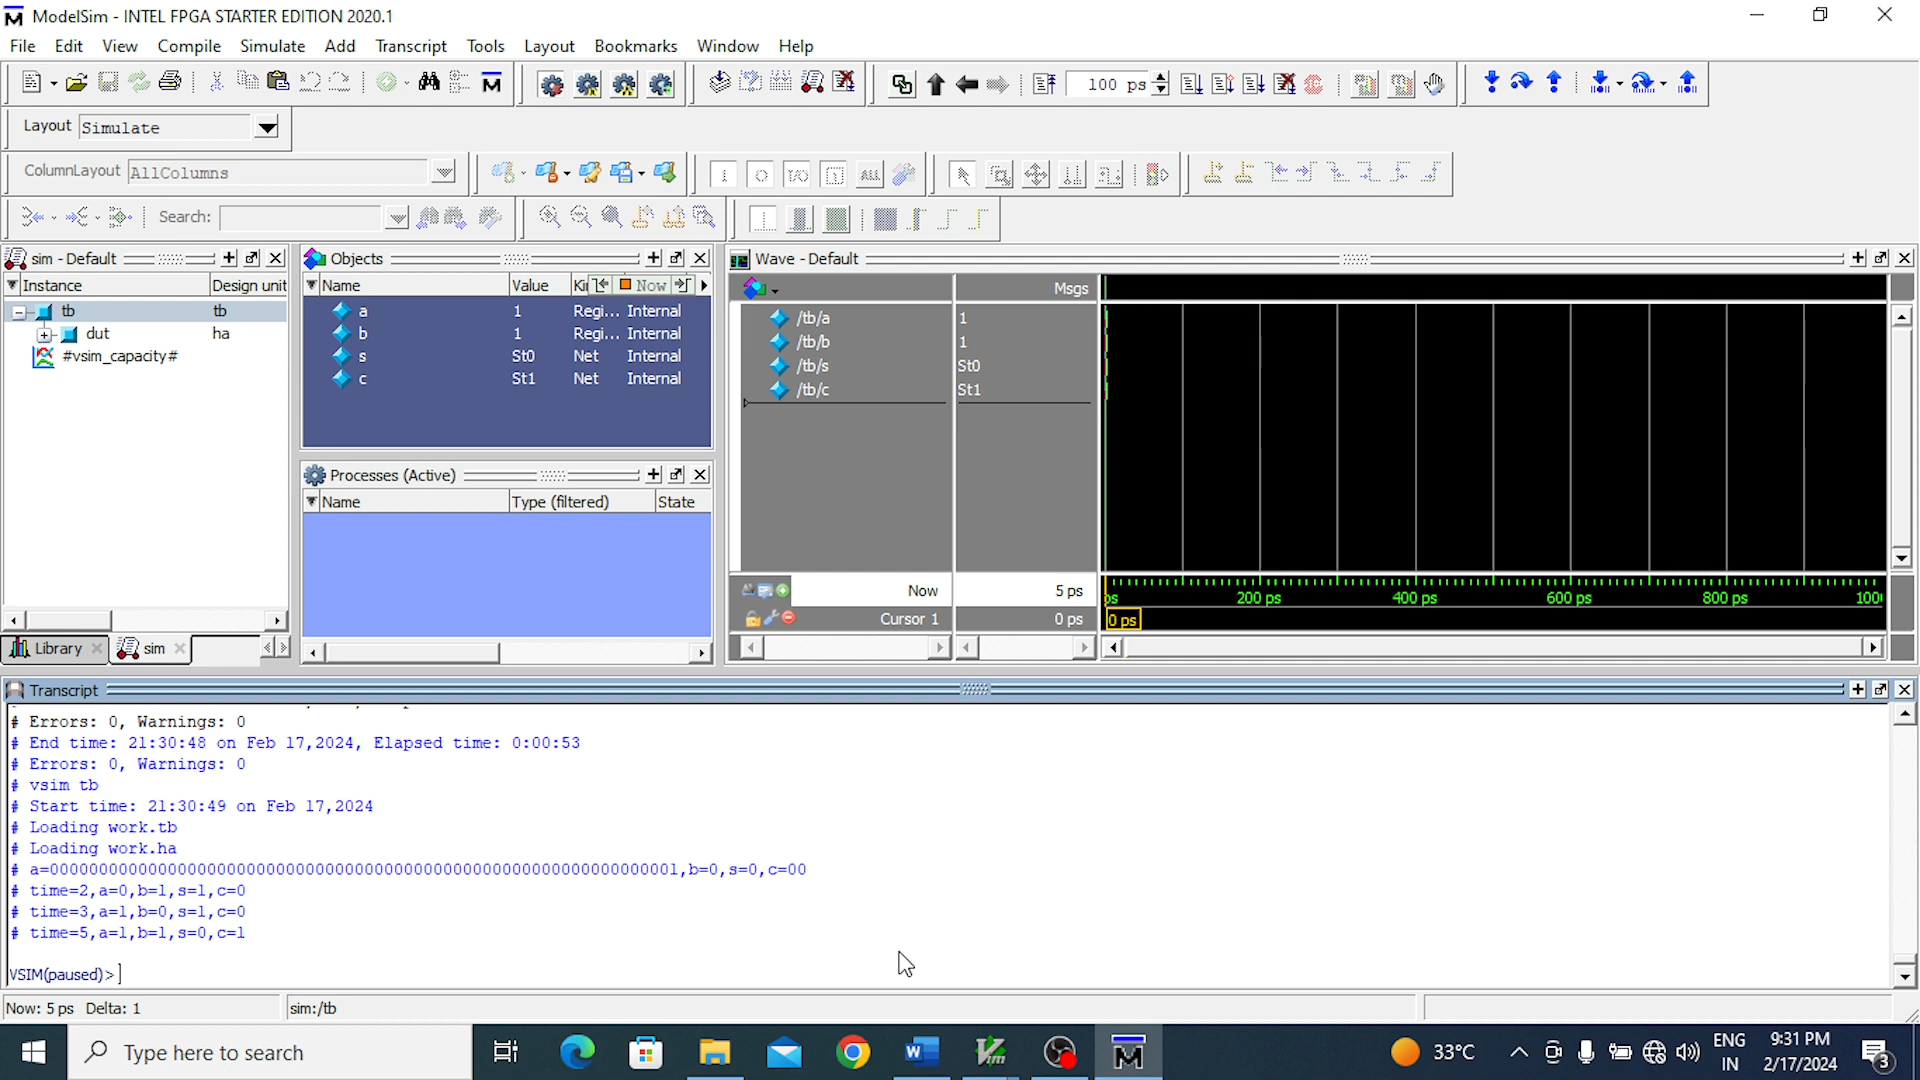 ModelSim - INTEL FPGA STARTER EDITION 2020.1
File Edit View Compile Simulate Add Transcript Tools Layout Bookmarks Window Help
100 ps
Layout Simulate
ColumnLayout AllColumns
Search:
sim - Default
Instance Design unit
tb tb
dut ha
#vsim_capacity#
Library sim
Objects
Name Value Now
a 1 Regi... Internal
b 1 Regi... Internal
s St0 Net Internal
c St1 Net Internal
Processes (Active)
Name Type (filtered) State
Wave - Default
Msgs
/tb/a 1
/tb/b 1
/tb/s St0
/tb/c St1
Now 5 ps
200 ps 400 ps 600 ps 800 ps
Cursor 1 0 ps 0 ps
Transcript
# Errors: 0, Warnings: 0
# End time: 21:30:48 on Feb 17,2024, Elapsed time: 0:00:53
# Errors: 0, Warnings: 0
# vsim tb
# Start time: 21:30:49 on Feb 17,2024
# Loading work.tb
# Loading work.ha
# a=0000000000000000000000000000000000000000000000000000000000000001,b=0,s=0,c=00
# time=2,a=0,b=1,s=1,c=0
# time=3,a=1,b=0,s=1,c=0
# time=5,a=1,b=1,s=0,c=1
VSIM(paused)>
Now: 5 ps Delta: 1 sim:/tb
Type here to search
33°C
ENG
IN
9:31 PM
2/17/2024
3